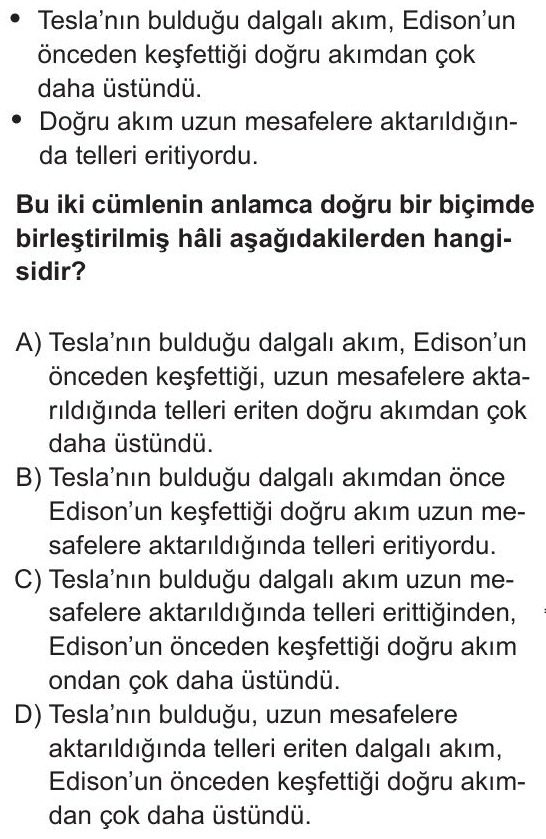 • Tesla'nın bulduğu dalgalı akım, Edison'un
önceden keşfettiği doğru akımdan çok
daha üstündü.
• Doğru akım uzun mesafelere aktarıldığın-
da telleri eritiyordu.
Bu iki cümlenin anlamca doğru bir biçimde
birleştirilmiş hâli aşağıdakilerden hangi-
sidir?
A) Tesla'nın bulduğu dalgalı akım, Edison'un
önceden keşfettiği, uzun mesafelere akta-
rıldığında telleri eriten doğru akımdan çok
daha üstündü.
B) Tesla'nın bulduğu dalgalı akımdan önce
Edison'un keşfettiği doğru akım uzun me-
safelere aktarıldığında telleri eritiyordu.
C) Tesla'nın bulduğu dalgalı akım uzun me-
safelere aktarıldığında telleri erittiğinden,
Edison'un önceden keşfettiği doğru akım
ondan çok daha üstündü.
D) Tesla'nın bulduğu, uzun mesafelere
aktarıldığında telleri eriten dalgalı akım,
Edison'un önceden keşfettiği doğru akım-
dan çok daha üstündü.